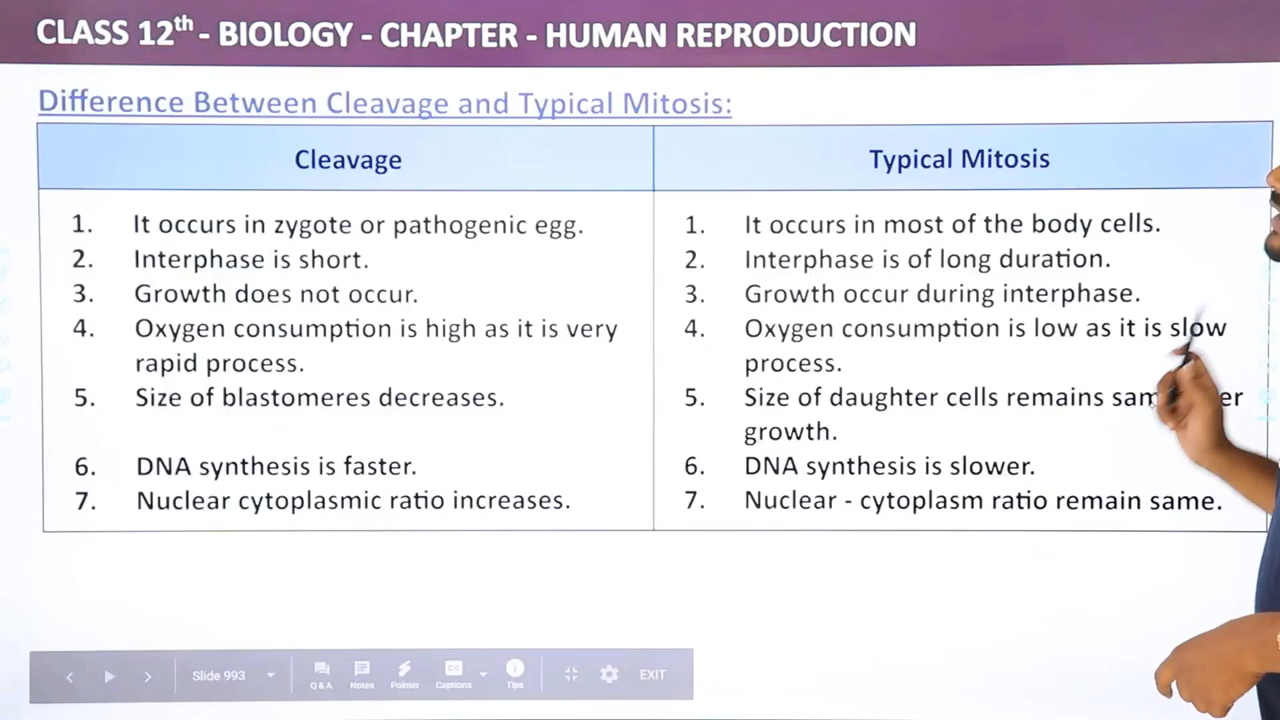 CLASS 12th - BIOLOGY - CHAPTER - HUMAN REPRODUCTION
Difference Between Cleavage and Typical Mitosis:
Cleavage
1. It occurs in zygote or pathogenic egg.
2. Interphase is short.
3. Growth does not occur.
4. Oxygen consumption is high as it is very
rapid process.
5. Size of blastomeres decreases.
6. DNA synthesis is faster.
7. Nuclear cytoplasmic ratio increases.
Typical Mitosis
1. It occurs in most of the body cells.
2. Interphase is of long duration.
3. Growth occur during interphase.
4. Oxygen consumption is low as it is slow
process.
5. Size of daughter cells remains
growth.
6. DNA synthesis is slower.
7. Nuclear - cytoplasm ratio remain same.
Slide 993
Q & A Notes Pointer Captions Tips
CC
EXIT